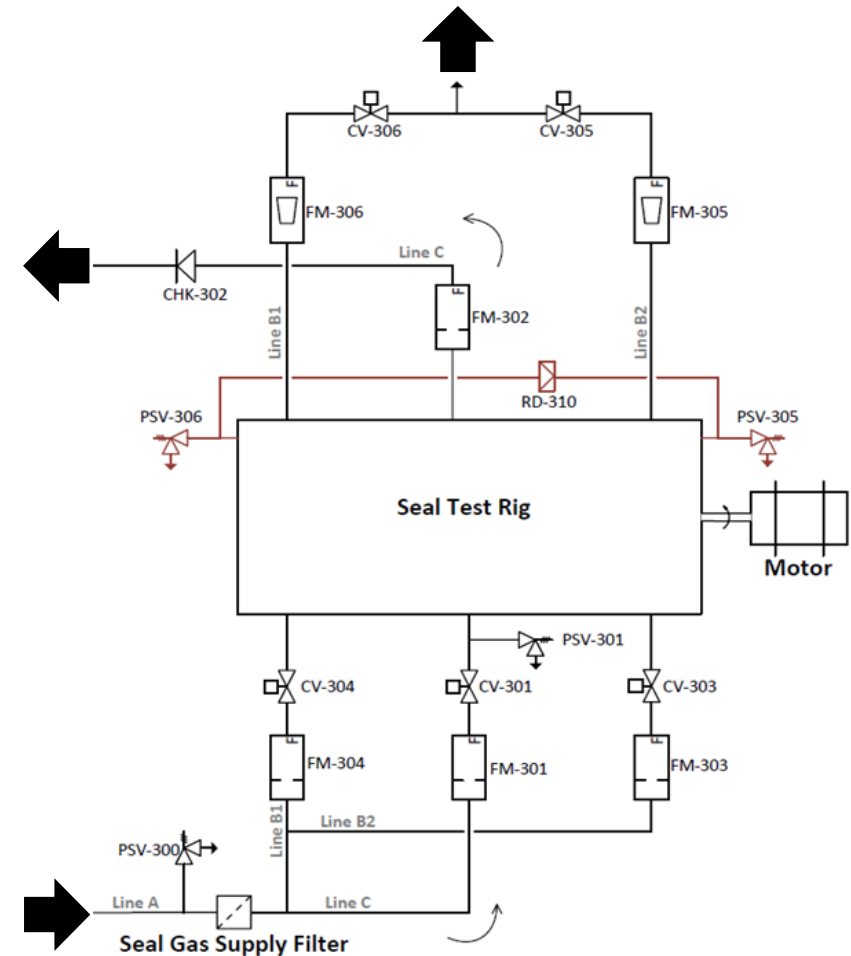 CV-306
CV-305
F
FM-306
F
FM-305
Line C
CHK-302
F
FM-302
Line B1
Line B2
RD-310
PSV-306
PSV-305
Seal Test Rig
Motor
PSV-301
CV-304
CV-301
CV-303
F
FM-304
F
FM-301
F
FM-303
Line B1
Line B2
PSV-300
Line A
Line C
Seal Gas Supply Filter